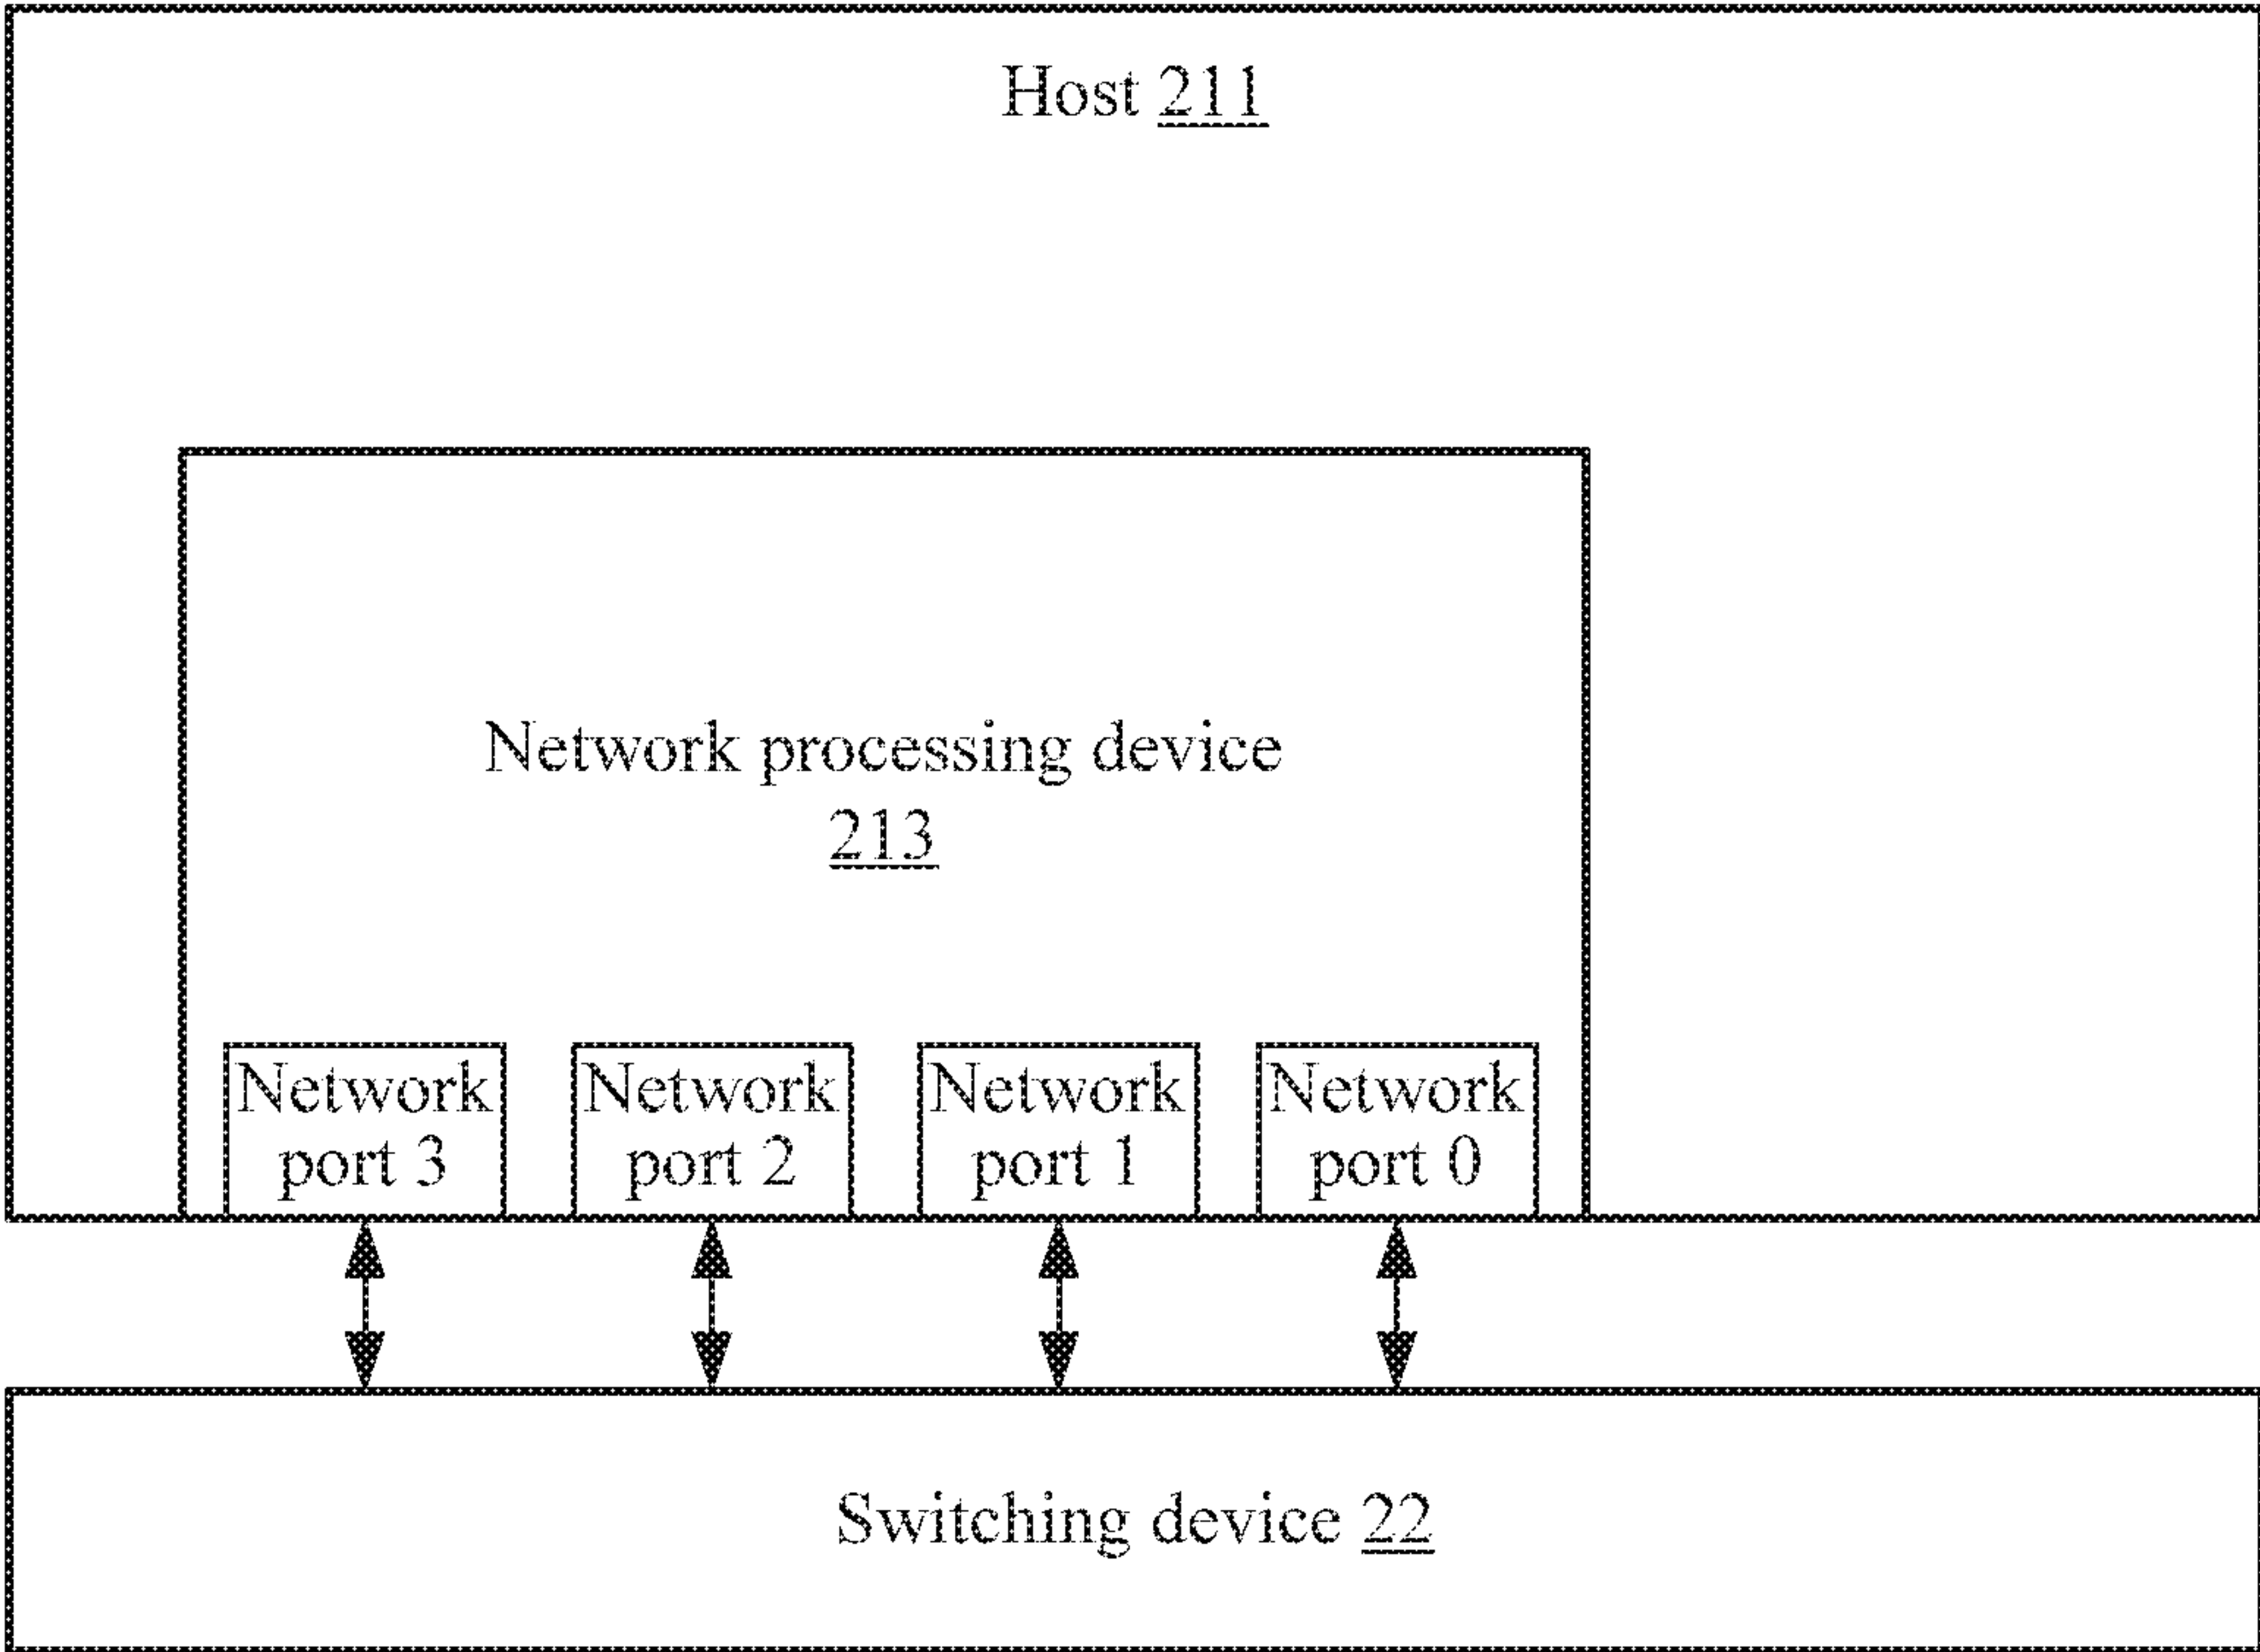 Host 211
Network processing device
213
Network
port 3
Network
port 2
Network
port 1
Network
port 0
Switching device 22